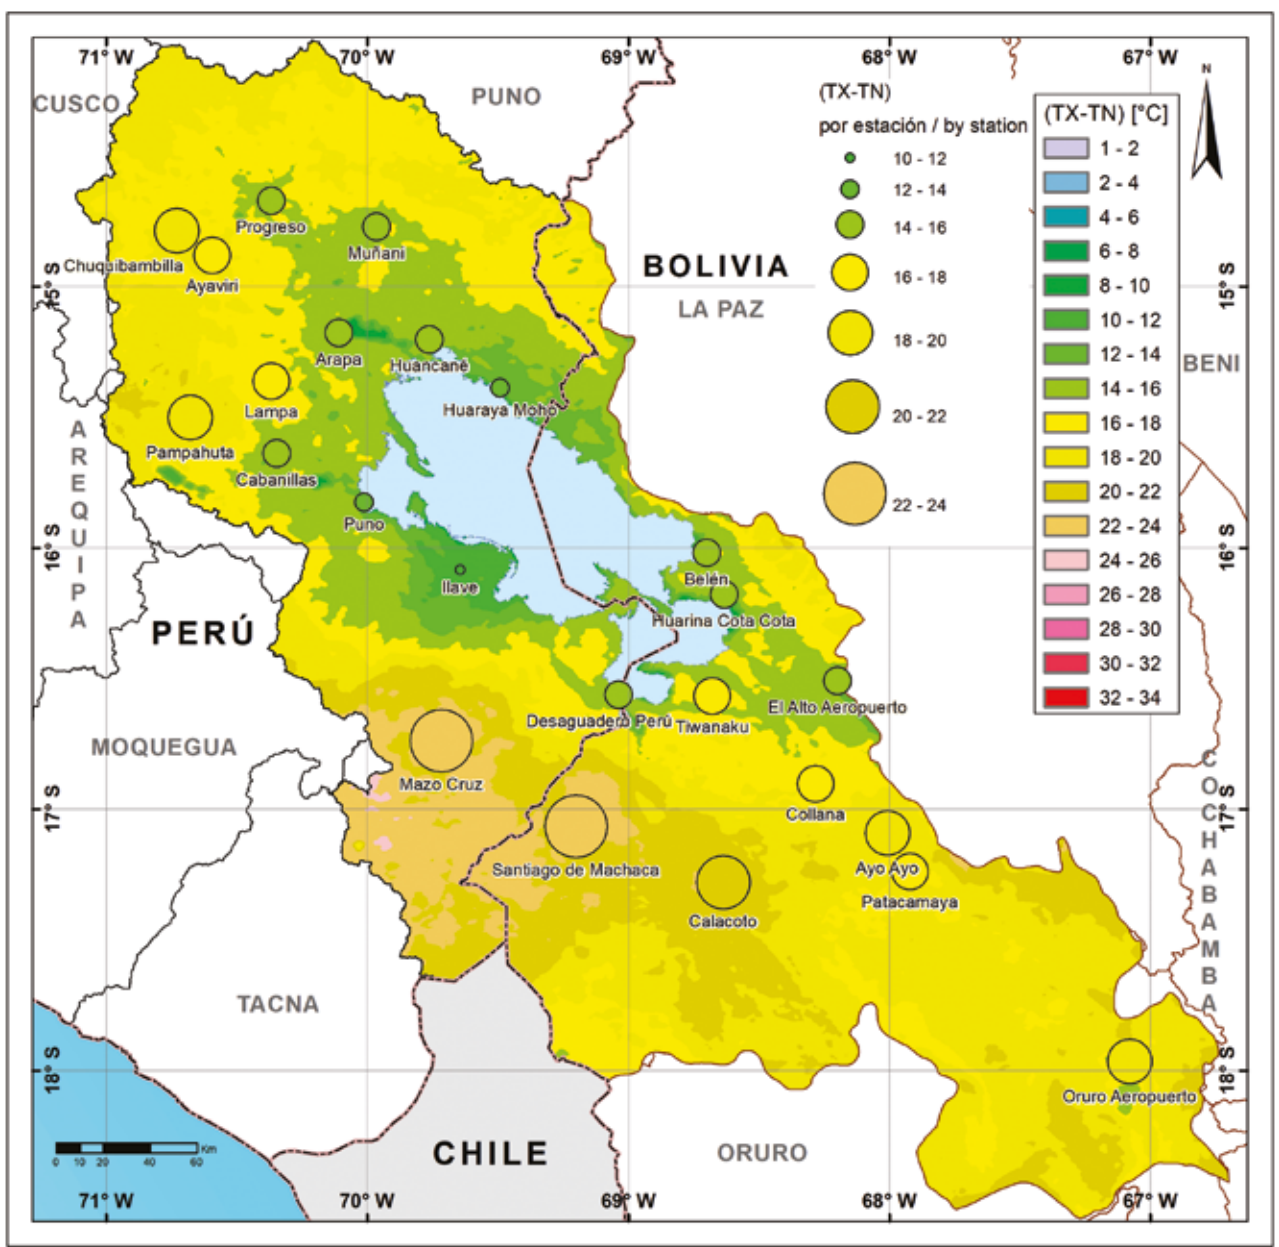 71° W
70° W
69° W
68° W
67° W
CUSCO
PUNO
N
(TX-TN)
por estación / by station
10 - 12
12 - 14
14 - 16
16 - 18
18 - 20
20 - 22
22 - 24
(TX-TN) [°C]
1 - 2
2 - 4
4 - 6
6 - 8
8 - 10
10 - 12
12 - 14
14 - 16
16 - 18
18 - 20
20 - 22
22 - 24
24 - 26
26 - 28
28 - 30
30 - 32
32 - 34
Progreso
Muñani
Chuquibambilla
Ayaviri
BOLIVIA
LA PAZ
15° S
15° S
BENI
Arapa
Huancané
Huaraya Moho
Lampa
Pampahuta
Cabanillas
Puno
AREQUIPA
16° S
16° S
Ilave
Belén
Huarina Cota Cota
PERÚ
Desaguadero Perú
Tiwanaku
El Alto Aeropuerto
MOQUEGUA
Mazo Cruz
COCHABAMBA
17° S
17° S
Collana
Santiago de Machaca
Ayo Ayo
Patacamaya
Calacoto
TACNA
18° S
18° S
Oruro Aeropuerto
CHILE
ORURO
Km
0 10 20 40 60
71° W
70° W
69° W
68° W
67° W